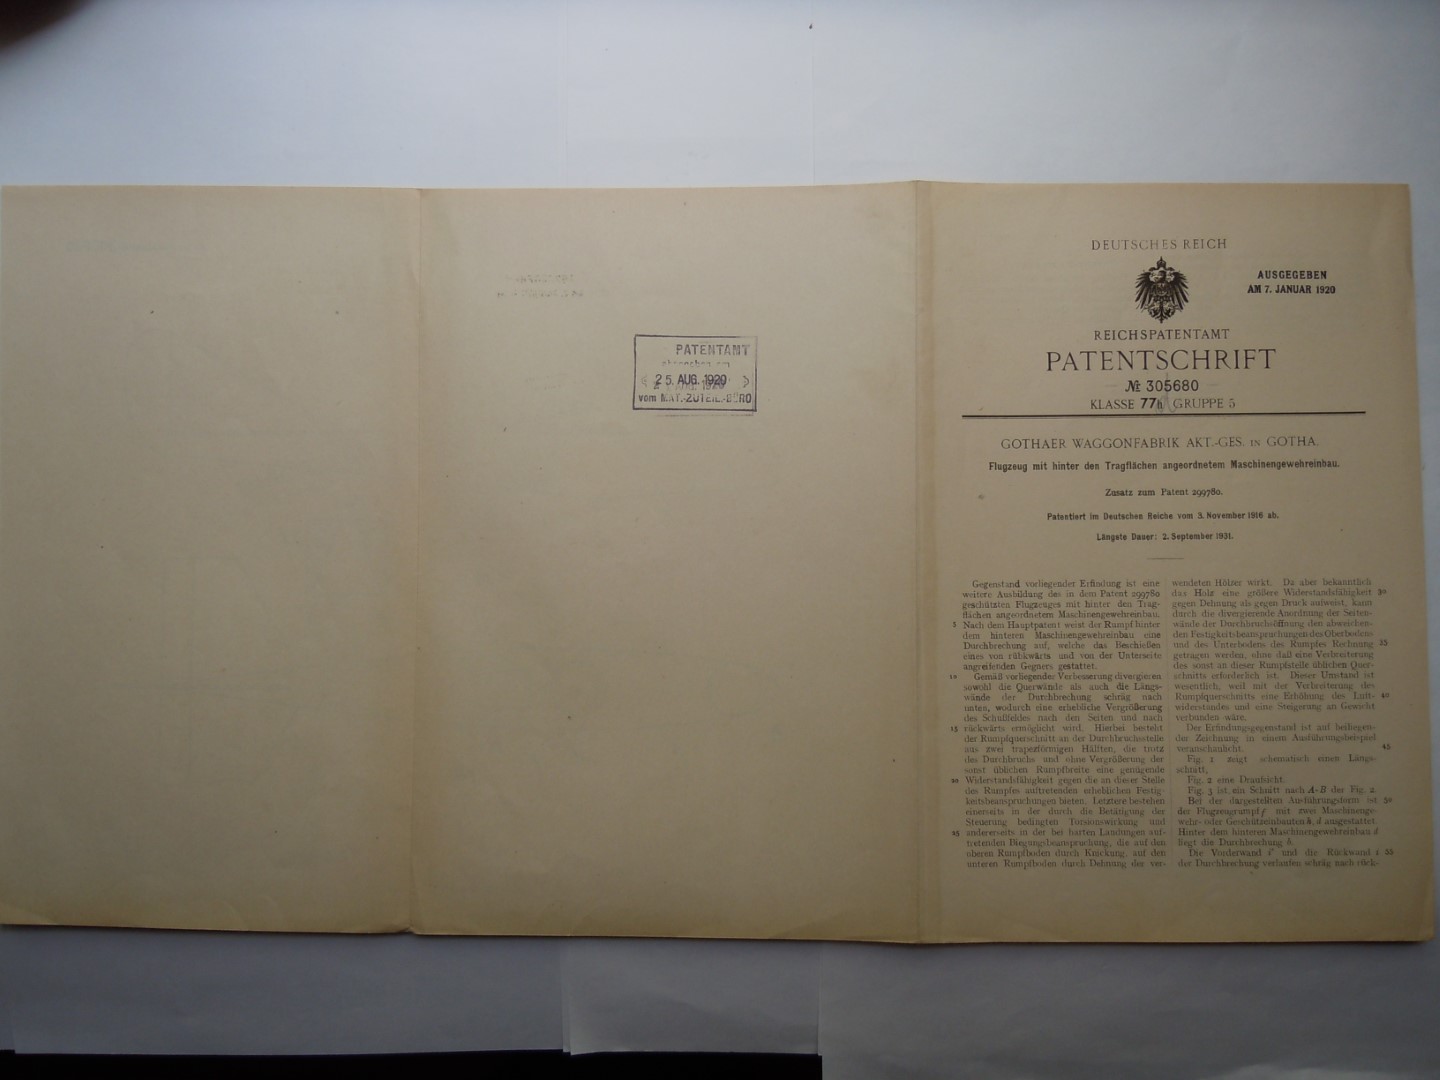 PATENTAMT
25. AUG. 1920
vom MAT.-ZUTEIL.-BÜRO
DEUTSCHES REICH
AUSGEGEBEN
AM 7. JANUAR 1920
REICHSPATENTAMT
PATENTSCHRIFT
№ 305680
KLASSE 77h GRUPPE 5
GOTHAER WAGGONFABRIK AKT.-GES. IN GOTHA.
Flugzeug mit hinter den Tragflächen angeordnetem Maschinengewehreinbau.
Zusatz zum Patent 299780.
Patentiert im Deutschen Reiche vom 3. November 1916 ab.
Längste Dauer: 2. September 1931.
Gegenstand vorliegender Erfindung ist eine
weitere Ausbildung des in dem Patent 299780
geschützten Flugzeuges mit hinter den Trag-
flächen angeordnetem Maschinengewehreinbau.
5 Nach dem Hauptpatent weist der Rumpf hinter
dem hinteren Maschinengewehreinbau eine
Durchbrechung auf, welche das Beschießen
eines von rückwärts und von der Unterseite
angreifenden Gegners gestattet.
10 Gemäß vorliegender Verbesserung divergieren
sowohl die Querwände als auch die Längs-
wände der Durchbrechung schräg nach
unten, wodurch eine erhebliche Vergrößerung
des Schußfeldes nach den Seiten und nach
15 rückwärts ermöglicht wird. Hierbei besteht
der Rumpfquerschnitt an der Durchbruchsstelle
aus zwei trapezförmigen Hälften, die trotz
des Durchbruchs und ohne Vergrößerung der
sonst üblichen Rumpfbreite eine genügende
20 Widerstandsfähigkeit gegen die an dieser Stelle
des Rumpfes auftretenden erheblichen Festig-
keitsbeanspruchungen bieten. Letztere bestehen
einerseits in der durch die Betätigung der
Steuerung bedingten Torsionswirkung und
25 andererseits in der bei harten Landungen auf-
tretenden Biegungsbeanspruchung, die auf den
oberen Rumpfboden durch Knickung, auf den
unteren Rumpfboden durch Dehnung der ver-
wendeten Hölzer wirkt. Da aber bekanntlich
das Holz eine größere Widerstandsfähigkeit 30
gegen Dehnung als gegen Druck aufweist, kann
durch die divergierende Anordnung der Seiten-
wände der Durchbruchsöffnung den abweichen-
den Festigkeitsbeanspruchungen des Oberbodens
und des Unterbodens des Rumpfes Rechnung 35
getragen werden, ohne daß eine Verbreiterung
des sonst an dieser Rumpfstelle üblichen Quer-
schnitts erforderlich ist. Dieser Umstand ist
wesentlich, weil mit der Verbreiterung des
Rumpfquerschnitts eine Erhöhung des Luft- 40
widerstandes und eine Steigerung an Gewicht
verbunden wäre.
Der Erfindungsgegenstand ist auf beiliegen-
der Zeichnung in einem Ausführungsbeispiel
veranschaulicht. 45
Fig. 1 zeigt schematisch einen Längs-
schnitt,
Fig. 2 eine Draufsicht.
Fig. 3 ist ein Schnitt nach A-B der Fig. 2.
Bei der dargestellten Ausführungsform ist 50
der Flugzeugrumpf f mit zwei Maschinenge-
wehr- oder Geschützeinbauten k, d ausgestattet.
Hinter dem hinteren Maschinengewehreinbau d
liegt die Durchbrechung h.
Die Vorderwand i' und die Rückwand i 55
der Durchbrechung verlaufen schräg nach rück-